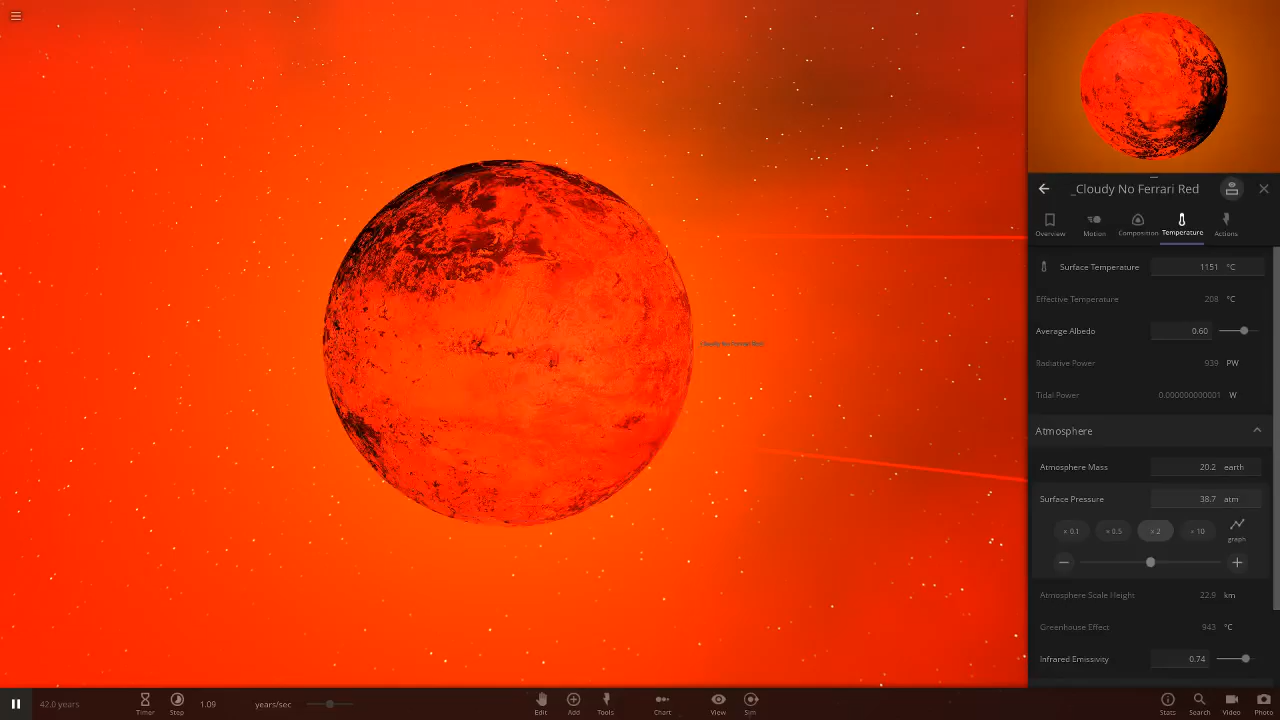 _Cloudy No Ferrari Red
Overview
Motion
Composition
Temperature
Actions
Surface Temperature 1151 °C
Effective Temperature 208 °C
Average Albedo 0.60
Radiative Power 939 PW
Tidal Power 0.000000000001 W
Atmosphere
Atmosphere Mass 20.2 earth
Surface Pressure 38.7 atm
× 0.1 × 0.5 × 2 × 10 graph
Atmosphere Scale Height 22.9 km
Greenhouse Effect 943 °C
Infrared Emissivity 0.74
42.0 years
Timer
Step
1.09 years/sec
Edit
Add
Tools
Chart
View
Sim
Stats
Search
Video
Photo